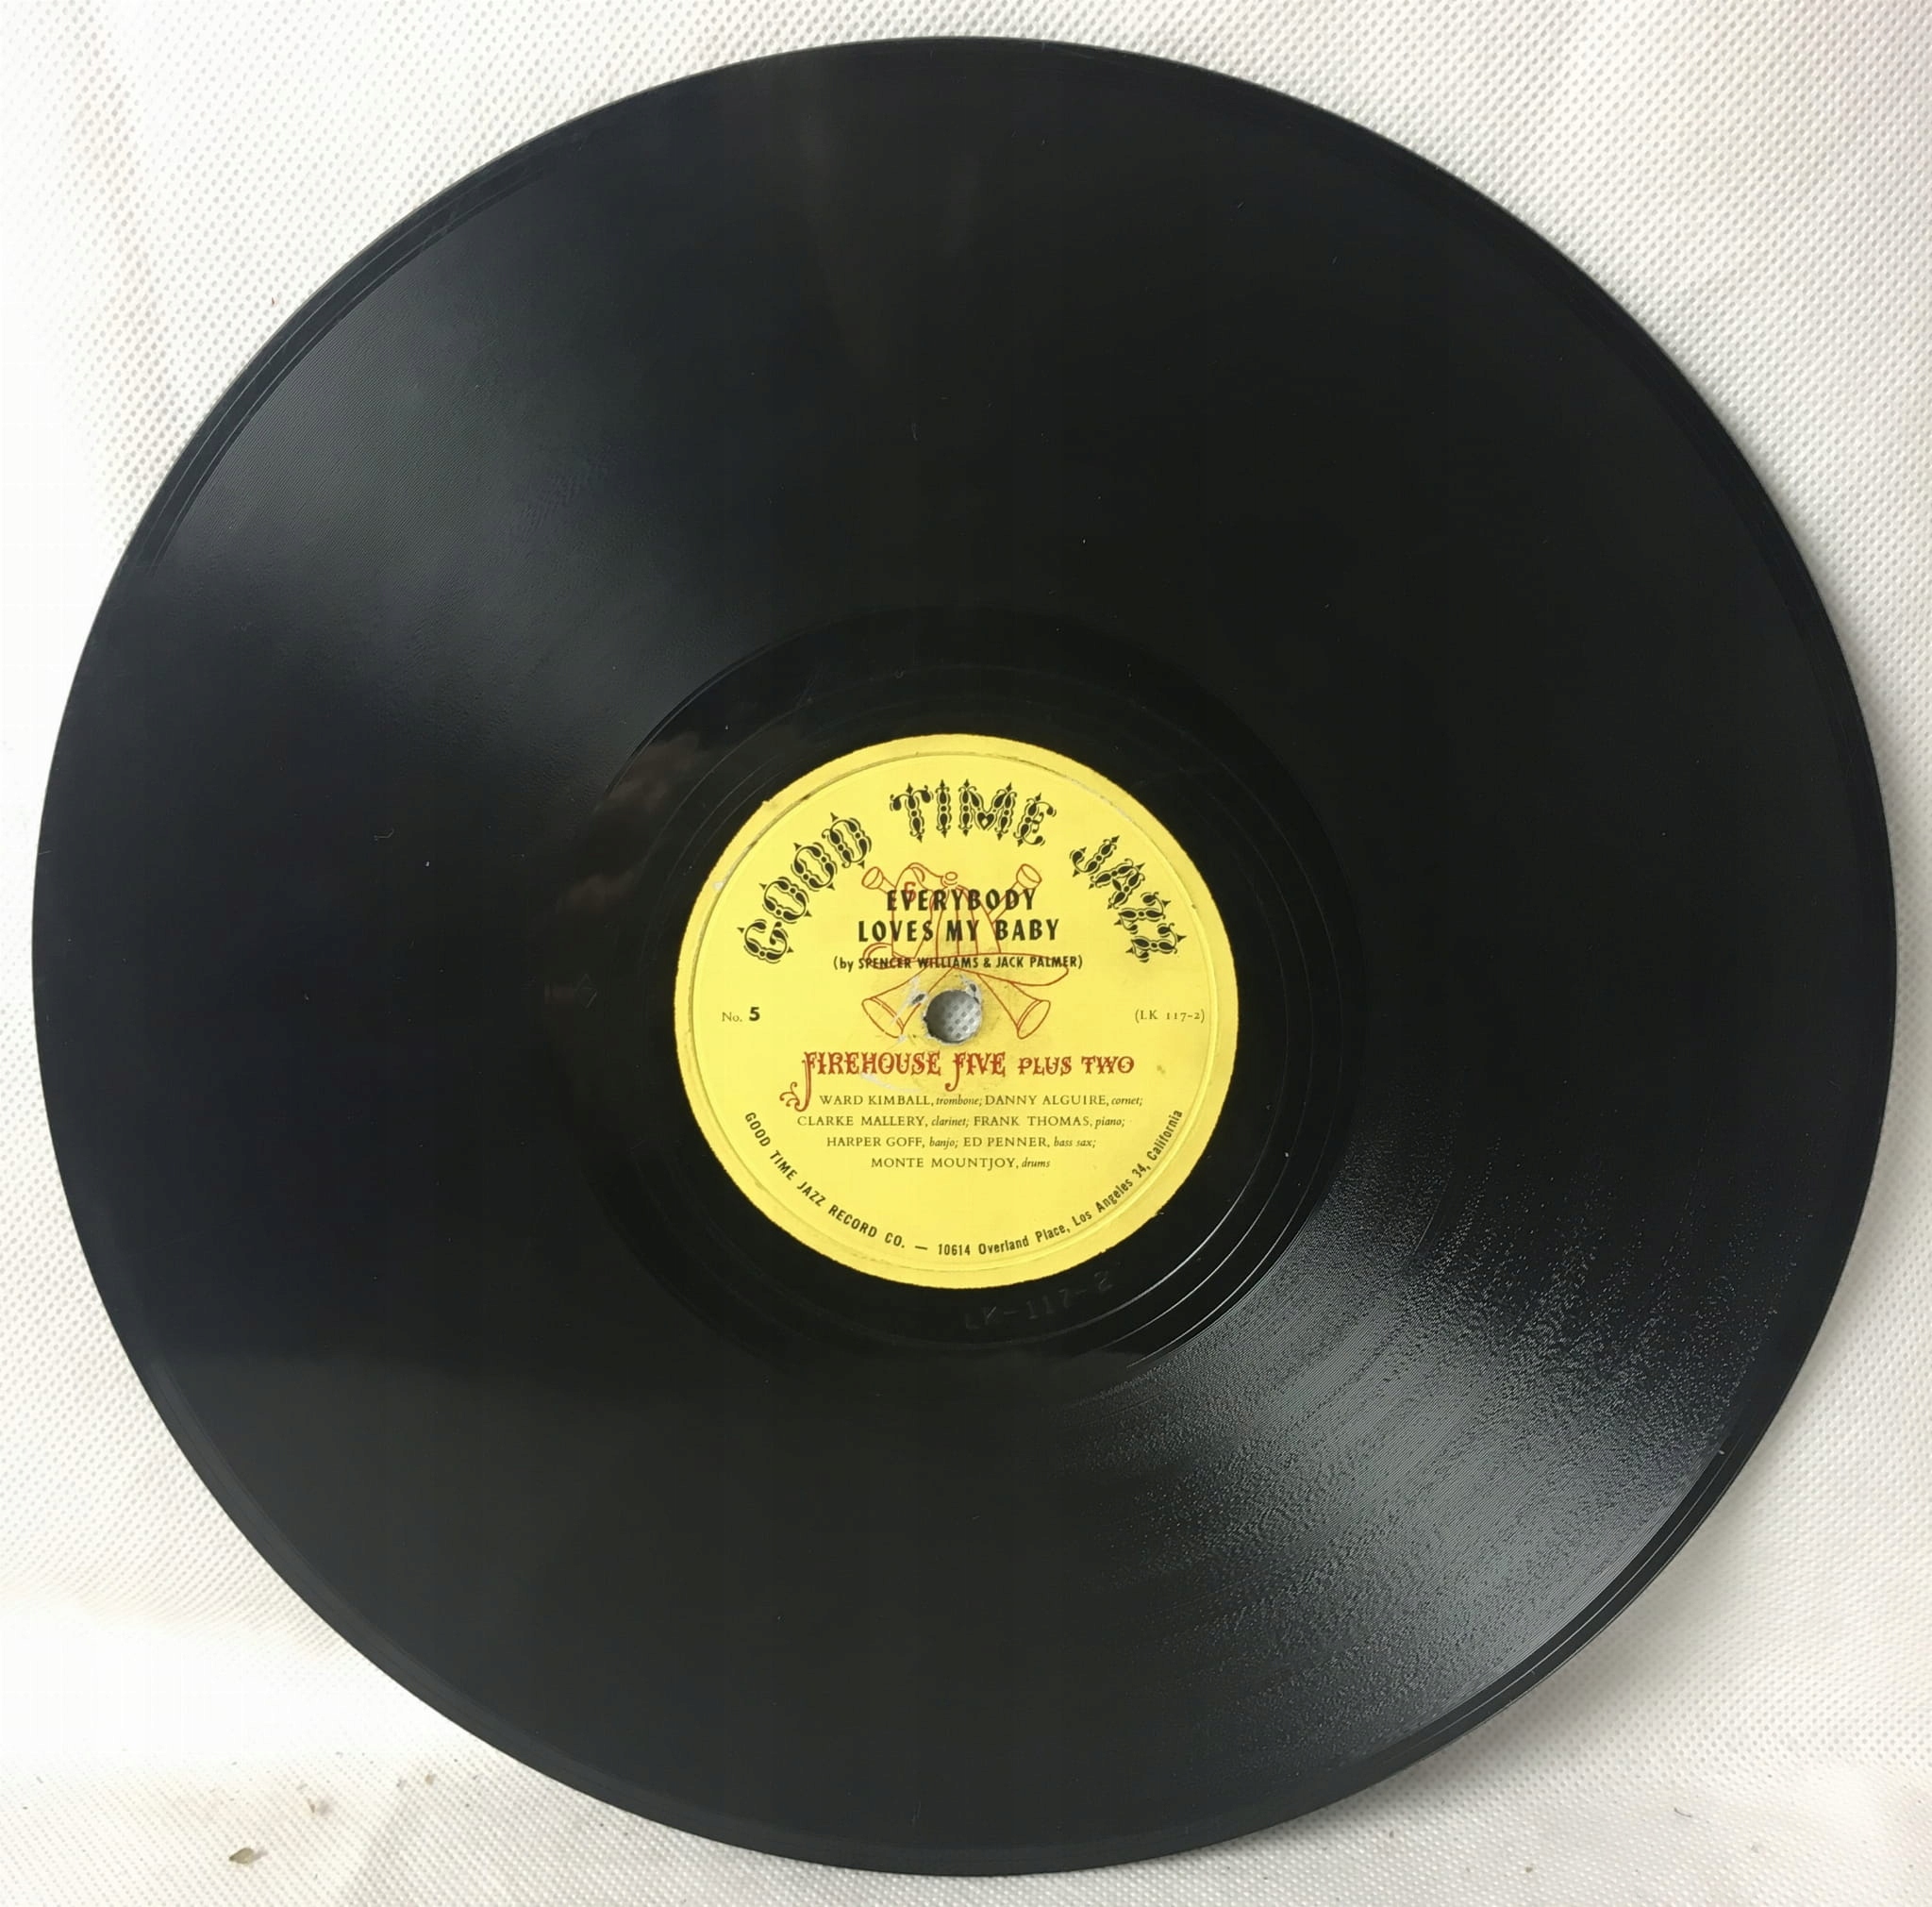 GOOD TIME JAZZ
EVERYBODY
LOVES MY BABY
(by SPENCER WILLIAMS & JACK PALMER)
No. 5
(LK 117-2)
FIREHOUSE FIVE PLUS TWO
WARD KIMBALL, trombone; DANNY ALGUIRE, cornet;
CLARKE MALLERY, clarinet; FRANK THOMAS, piano;
HARPER GOFF, banjo; ED PENNER, bass sax;
MONTE MOUNTJOY, drums
GOOD TIME JAZZ RECORD CO. — 10614 Overland Place, Los Angeles 34, California
LK-117-2